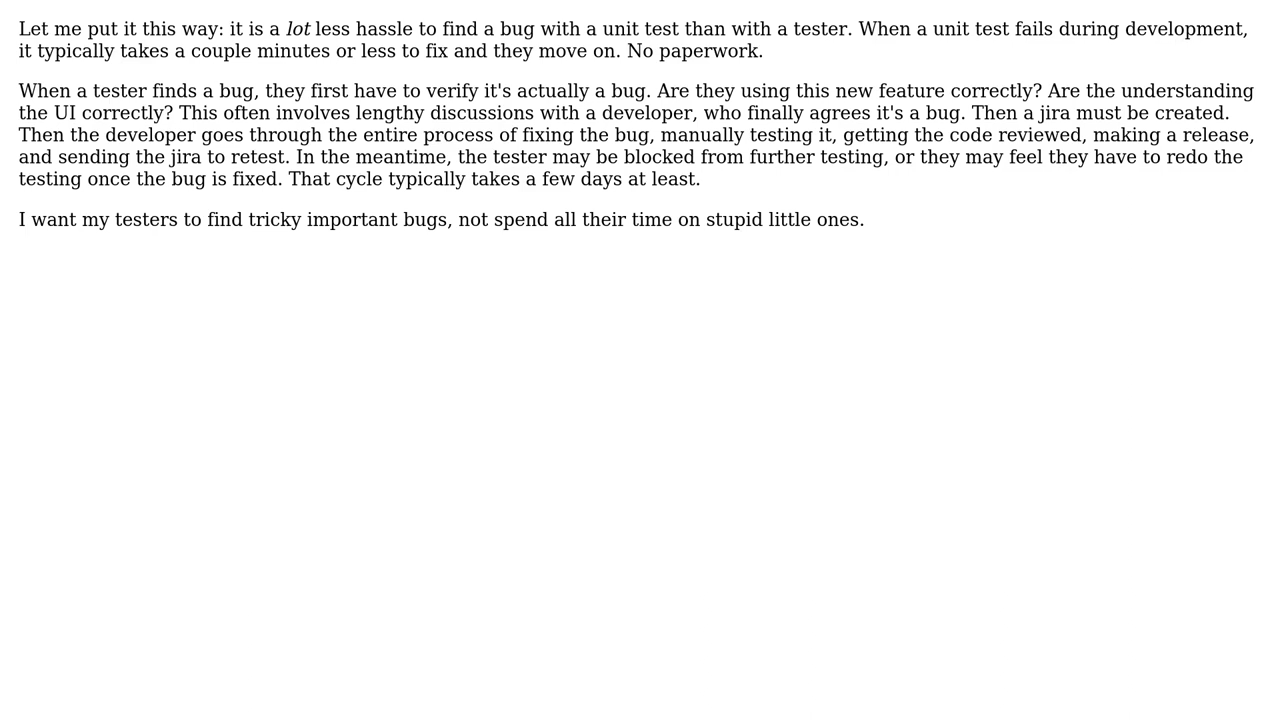 Let me put it this way: it is a lot less hassle to find a bug with a unit test than with a tester. When a unit test fails during development,
it typically takes a couple minutes or less to fix and they move on. No paperwork.
When a tester finds a bug, they first have to verify it's actually a bug. Are they using this new feature correctly? Are the understanding
the UI correctly? This often involves lengthy discussions with a developer, who finally agrees it's a bug. Then a jira must be created.
Then the developer goes through the entire process of fixing the bug, manually testing it, getting the code reviewed, making a release,
and sending the jira to retest. In the meantime, the tester may be blocked from further testing, or they may feel they have to redo the
testing once the bug is fixed. That cycle typically takes a few days at least.
I want my testers to find tricky important bugs, not spend all their time on stupid little ones.